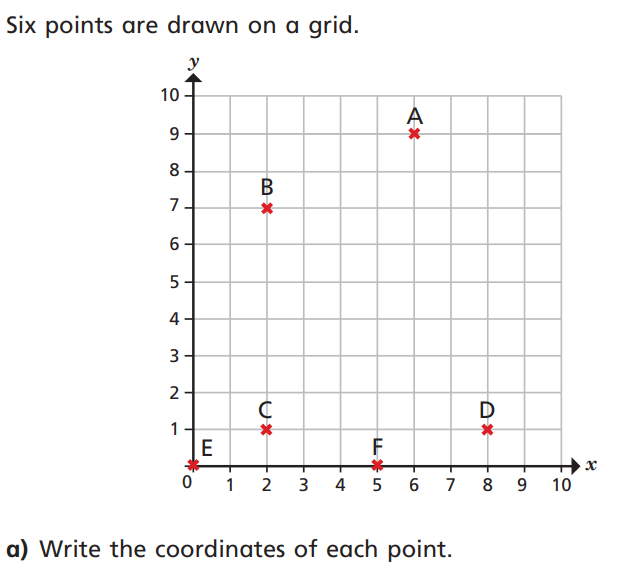 Six points are drawn on a grid.
y
10
A
9
8
B
7
6
5
4
3
2
C D
1
E F
x
0 1 2 3 4 5 6 7 8 9 10
a) Write the coordinates of each point.